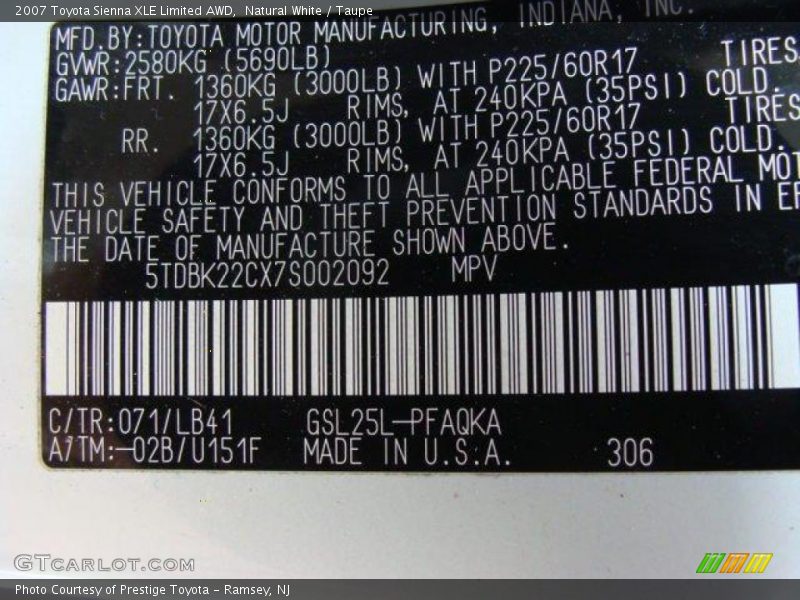 2007 Toyota Sienna XLE Limited AWD, Natural White / Taupe
MFD.BY:TOYOTA MOTOR MANUFACTURING, INDIANA, INC.
GVWR:2580KG (5690LB)
GAWR:FRT. 1360KG (3000LB) WITH P225/60R17 TIRES
17X6.5J RIMS, AT 240KPA (35PSI) COLD.
RR. 1360KG (3000LB) WITH P225/60R17 TIRES
17X6.5J RIMS, AT 240KPA (35PSI) COLD.
THIS VEHICLE CONFORMS TO ALL APPLICABLE FEDERAL MOT
VEHICLE SAFETY AND THEFT PREVENTION STANDARDS IN EF
THE DATE OF MANUFACTURE SHOWN ABOVE.
5TDBK22CX7S002092 MPV
C/TR:071/LB41 GSL25L-PFAQKA
A/TM:-02B/U151F MADE IN U.S.A. 306
GTCARLOT.COM
Photo Courtesy of Prestige Toyota - Ramsey, NJ